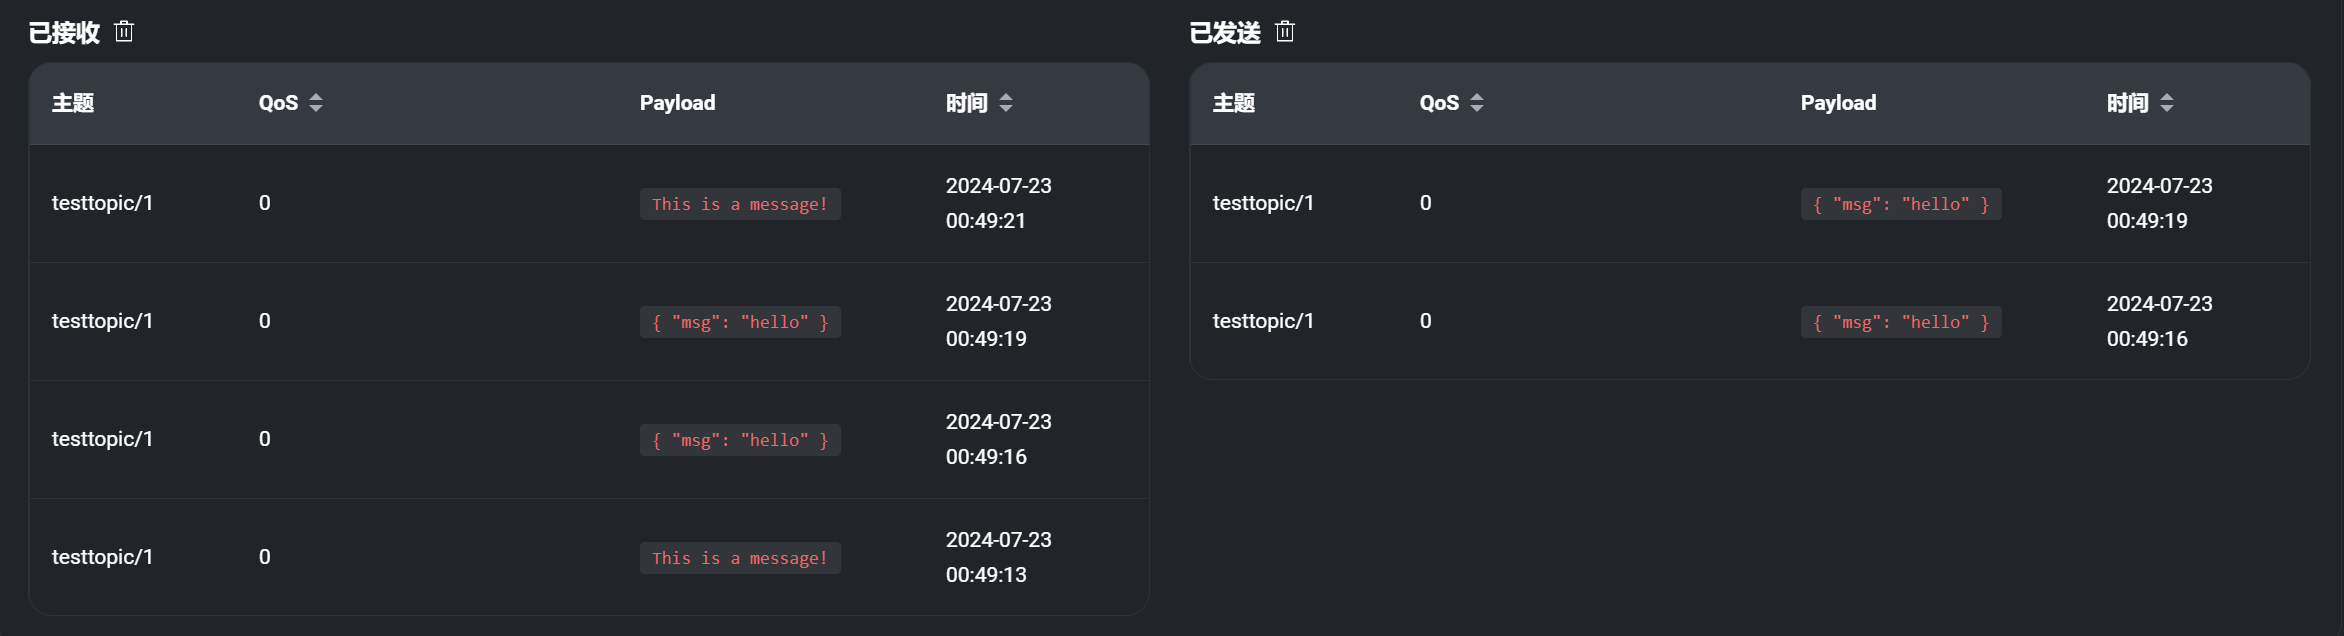 已接收
主题 QoS Payload 时间
testtopic/1 0 This is a message! 2024-07-23
00:49:21
testtopic/1 0 { "msg": "hello" } 2024-07-23
00:49:19
testtopic/1 0 { "msg": "hello" } 2024-07-23
00:49:16
testtopic/1 0 This is a message! 2024-07-23
00:49:13
已发送
主题 QoS Payload 时间
testtopic/1 0 { "msg": "hello" } 2024-07-23
00:49:19
testtopic/1 0 { "msg": "hello" } 2024-07-23
00:49:16